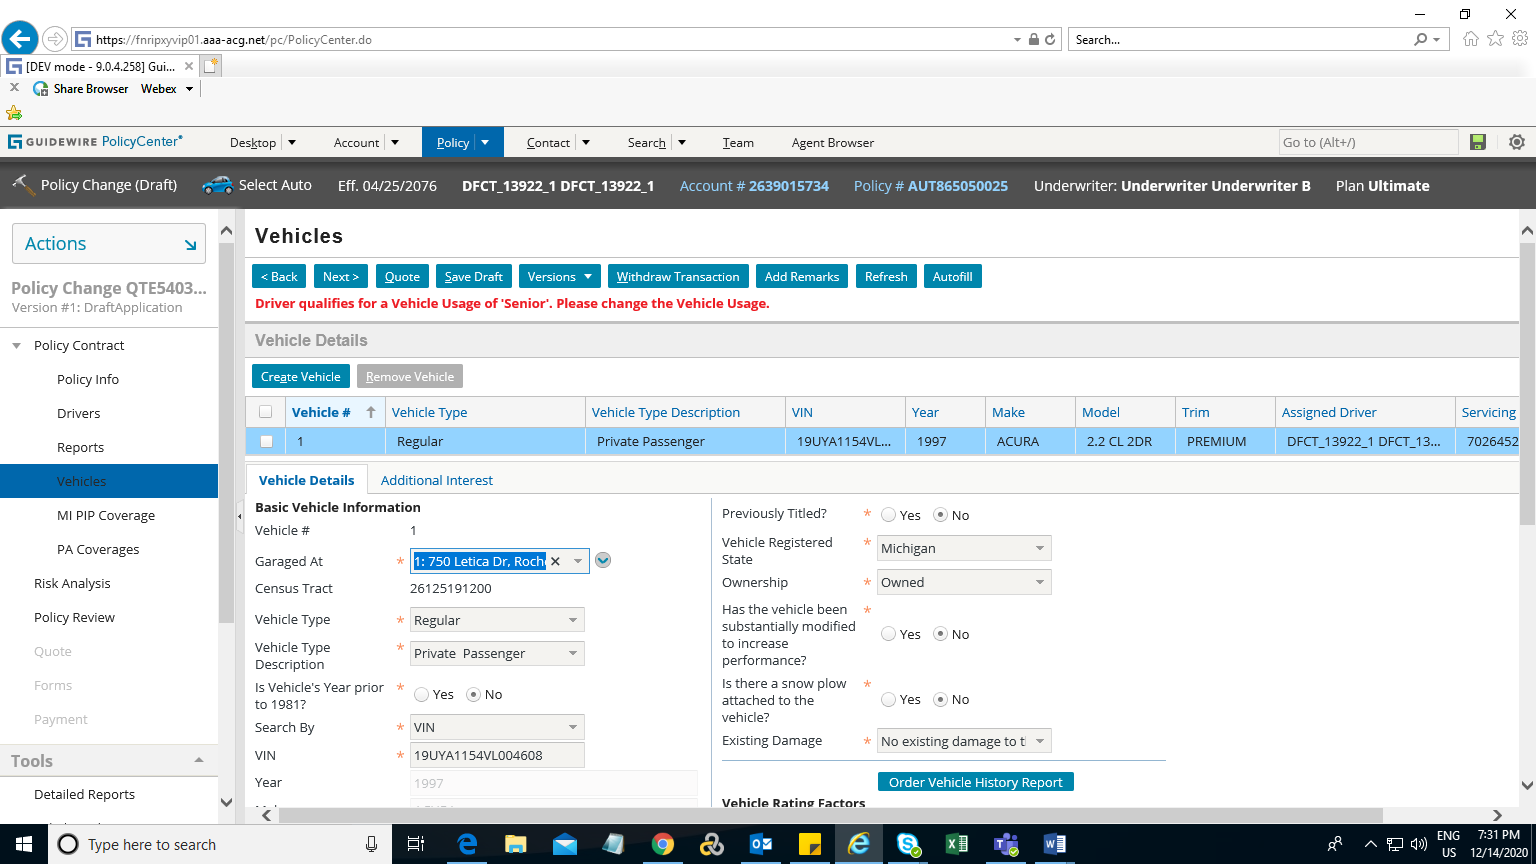 https://fnripxyvip01.aaa-acg.net/pc/PolicyCenter.do
Search...
[DEV mode - 9.0.4.258] Gui...
x Share Browser Webex
GUIDEWIRE PolicyCenter®
Desktop Account Policy Contact Search Team Agent Browser
Go to (Alt+/)
Policy Change (Draft) Select Auto Eff. 04/25/2076 DFCT_13922_1 DFCT_13922_1 Account # 2639015734 Policy # AUT865050025 Underwriter: Underwriter Underwriter B Plan Ultimate
Actions
Policy Change QTE5403...
Version #1: DraftApplication
Policy Contract
Policy Info
Drivers
Reports
Vehicles
MI PIP Coverage
PA Coverages
Risk Analysis
Policy Review
Quote
Forms
Payment
Tools
Detailed Reports
Vehicles
< Back Next > Quote Save Draft Versions Withdraw Transaction Add Remarks Refresh Autofill
Driver qualifies for a Vehicle Usage of 'Senior'. Please change the Vehicle Usage.
Vehicle Details
Create Vehicle Remove Vehicle
Vehicle # Vehicle Type Vehicle Type Description VIN Year Make Model Trim Assigned Driver Servicing
1 Regular Private Passenger 19UYA1154VL... 1997 ACURA 2.2 CL 2DR PREMIUM DFCT_13922_1 DFCT_13... 7026452
Vehicle Details Additional Interest
Basic Vehicle Information
Vehicle # 1
Garaged At * 1: 750 Letica Dr, Roche
Census Tract 26125191200
Vehicle Type * Regular
Vehicle Type
Description
* Private Passenger
Is Vehicle's Year prior
to 1981?
* Yes No
Search By * VIN
VIN * 19UYA1154VL004608
Year 1997
Previously Titled? * Yes No
Vehicle Registered
State
* Michigan
Ownership * Owned
Has the vehicle been
substantially modified
to increase
performance?
* Yes No
Is there a snow plow
attached to the
vehicle?
* Yes No
Existing Damage * No existing damage to t
Order Vehicle History Report
Vehicle Rating Factors
Type here to search
ENG
US
7:31 PM
12/14/2020